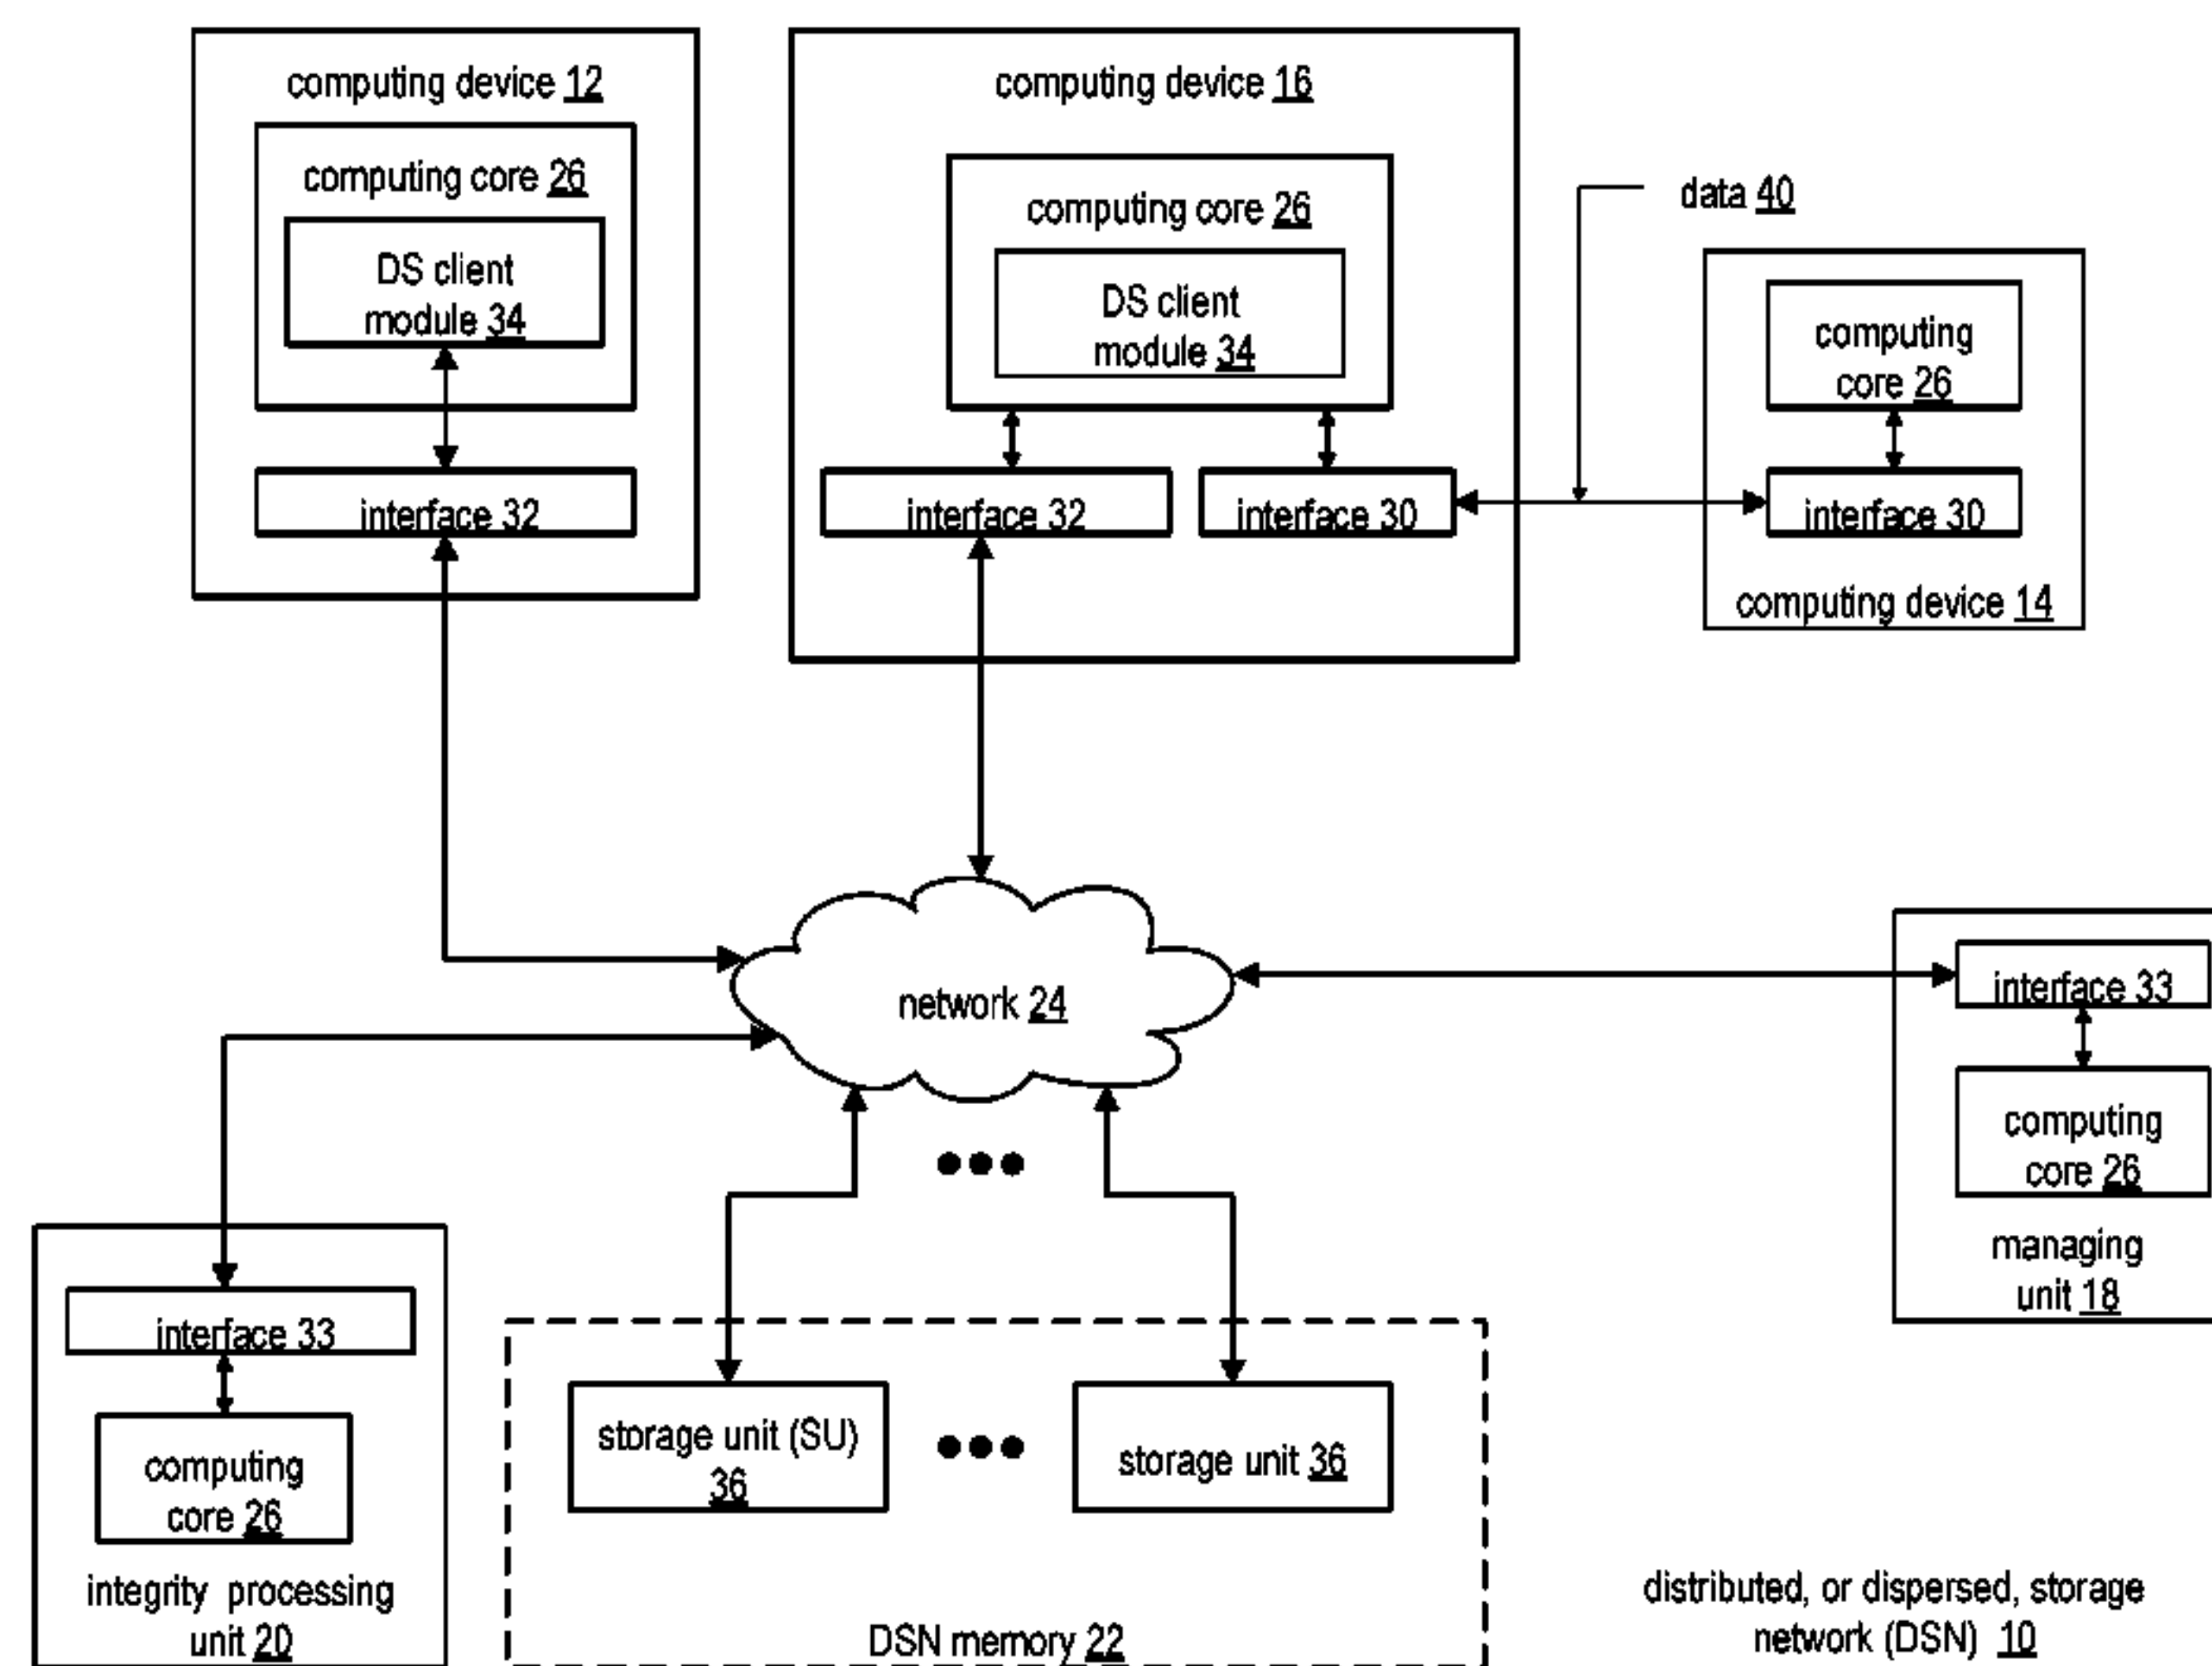 computing device 12
computing core 26
DS client
module 34
interface 32
computing device 16
computing core 26
DS client
module 34
interface 32
interface 30
data 40
computing
core 26
interface 30
computing device 14
network 24
interface 33
computing
core 26
managing
unit 18
interface 33
computing
core 26
integrity processing
unit 20
storage unit (SU)
36
storage unit 36
DSN memory 22
distributed, or dispersed, storage
network (DSN) 10